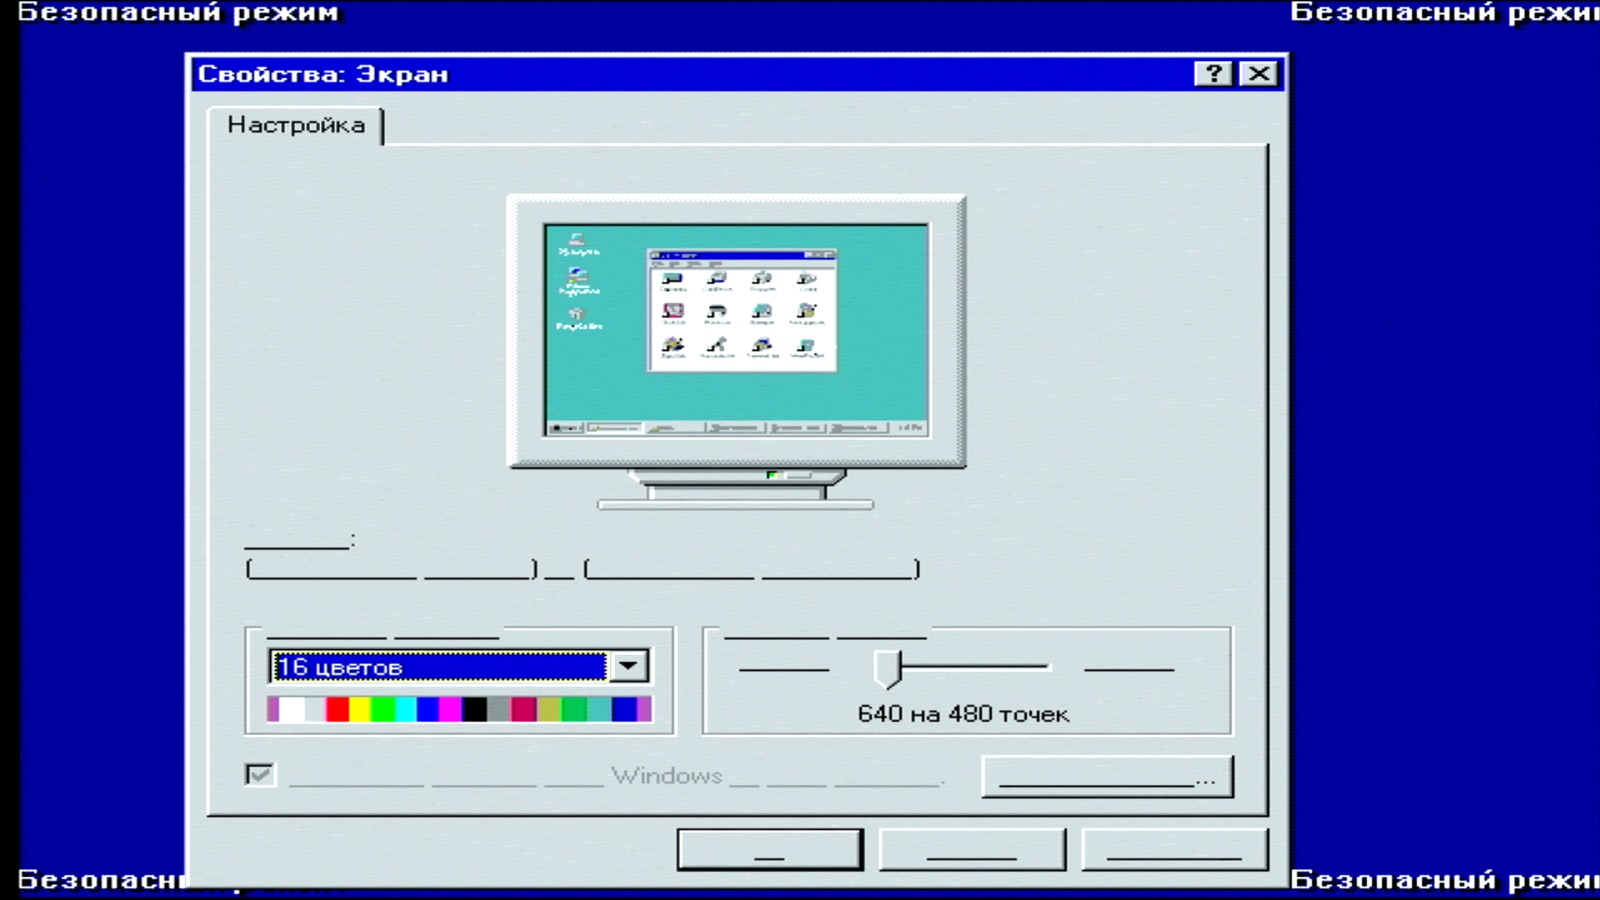 Безопасный режим
Безопасный режи
Свойства: Экран
Настройка
16 цветов
640 на 480 точек
Windows
Безопасн
Безопасный режи